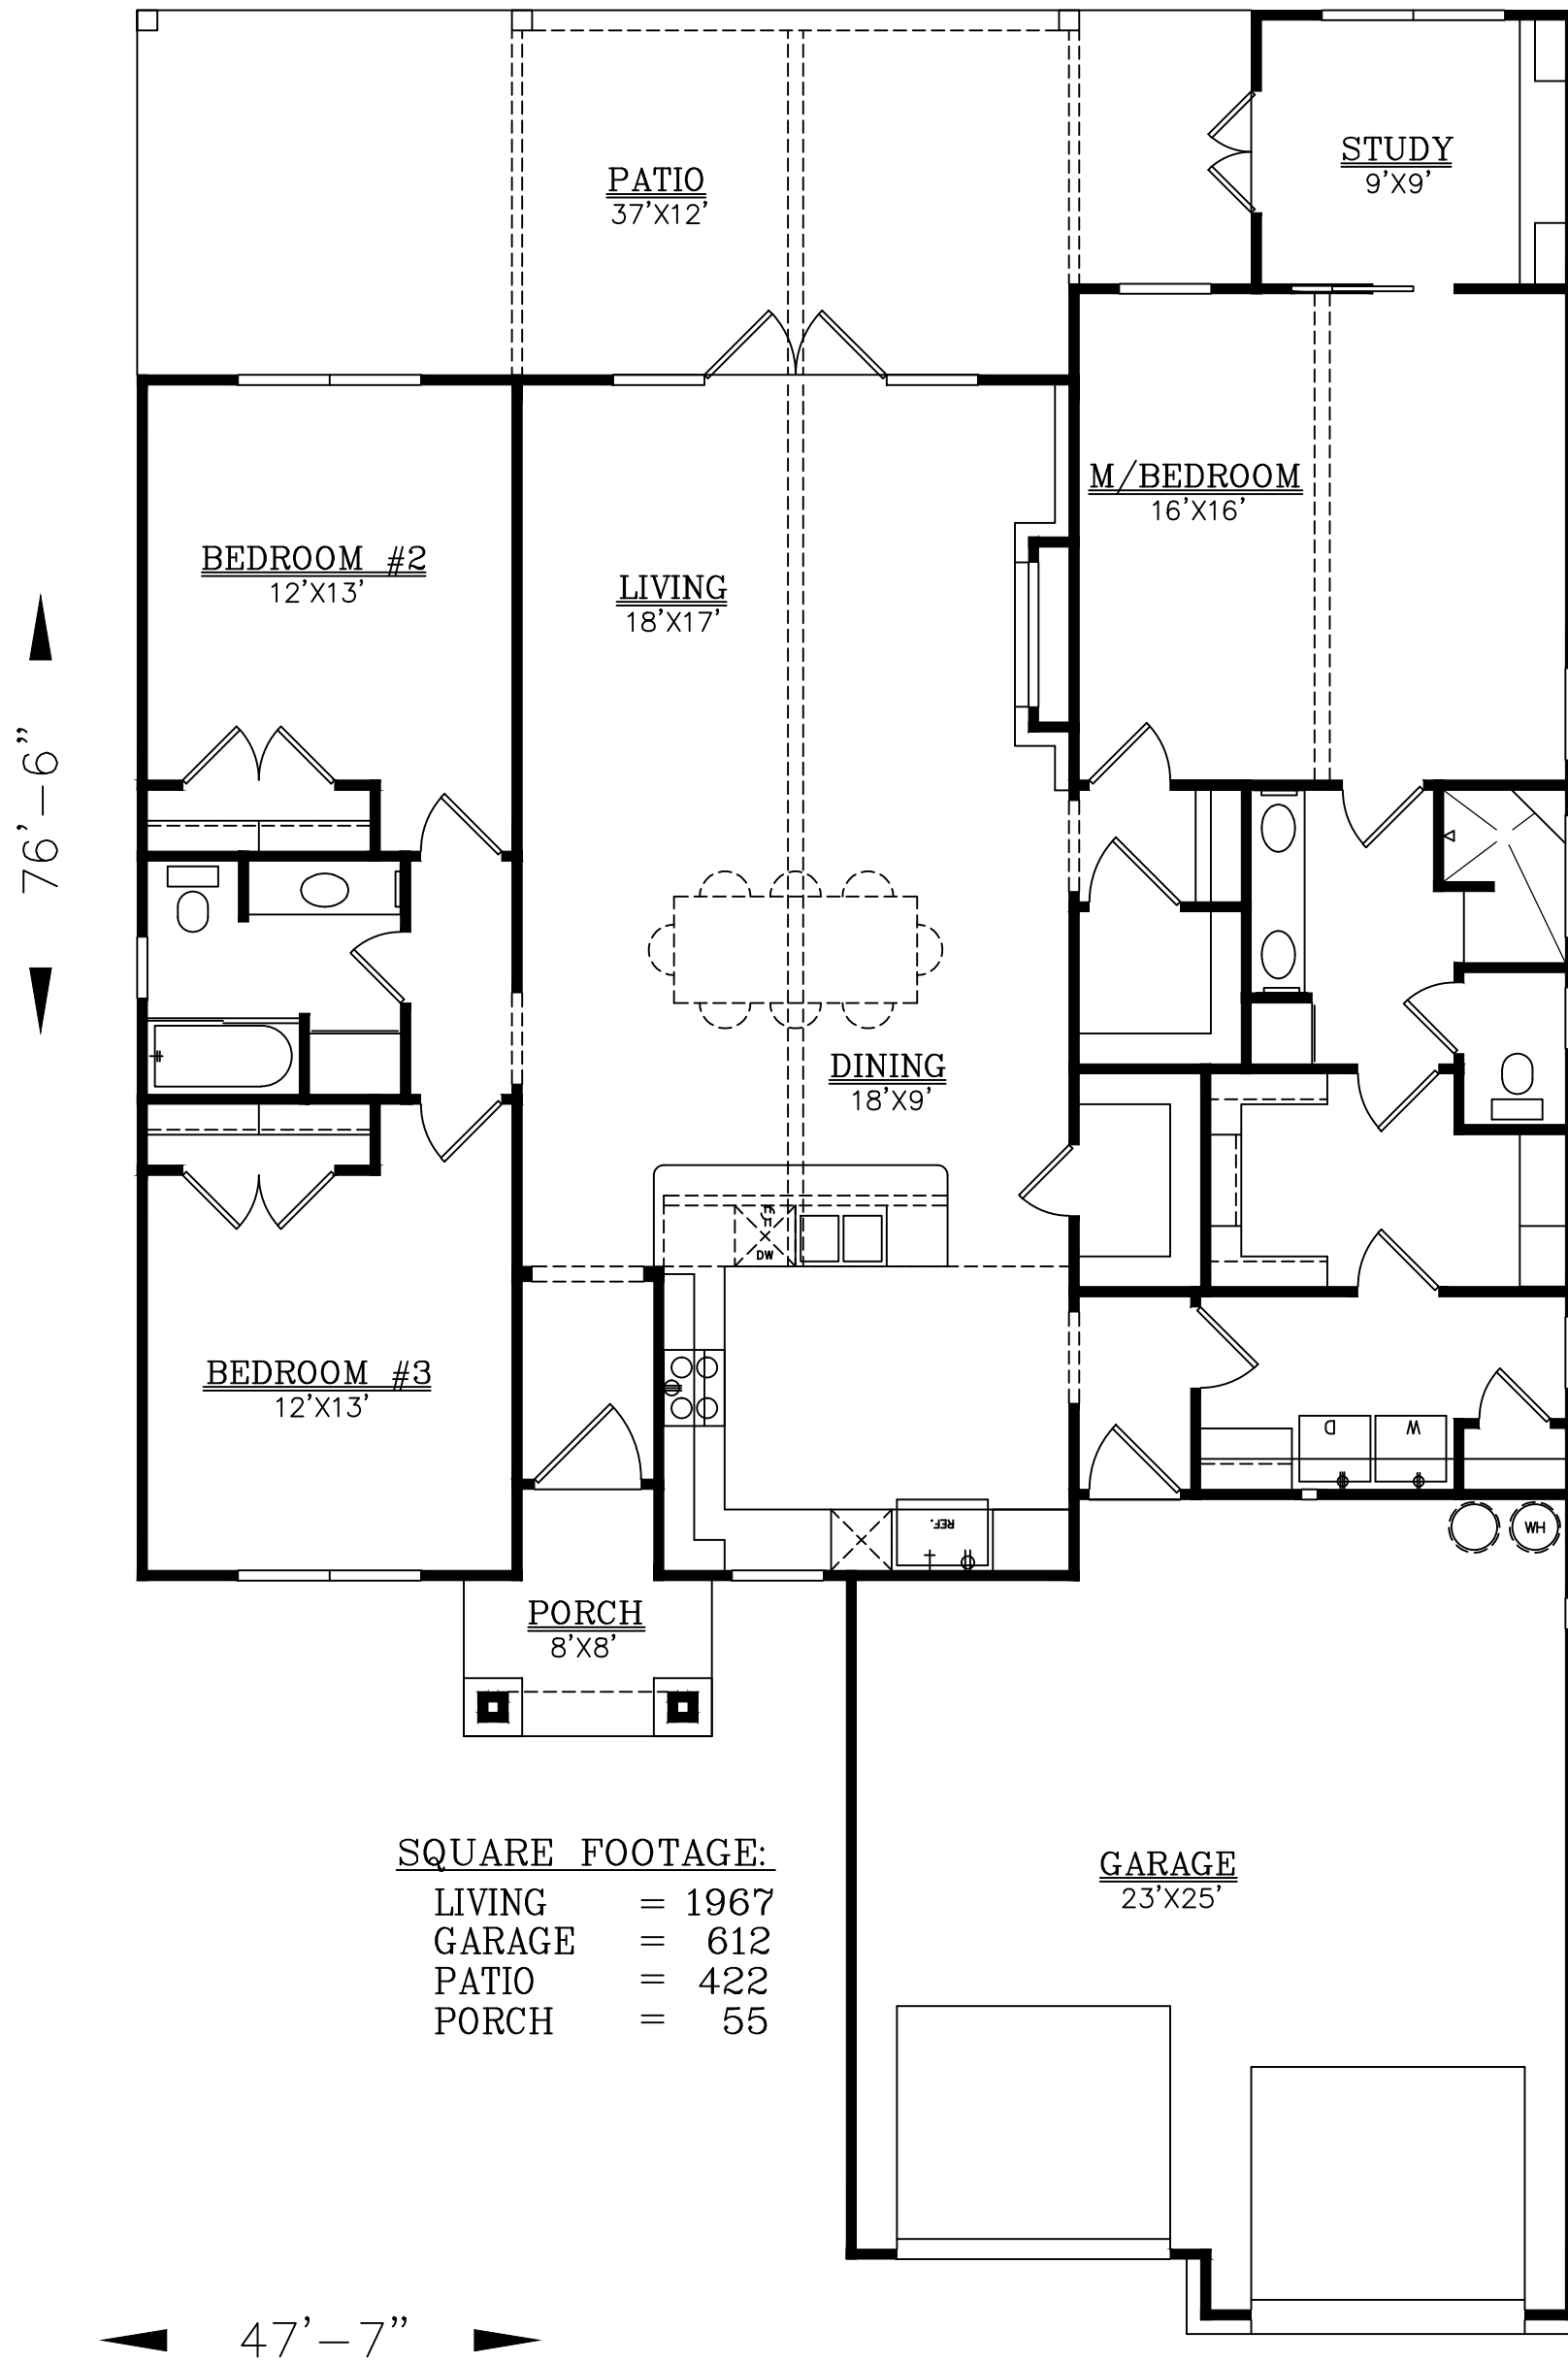 STUDY
9'X9'
PATIO
37'X12'
M/BEDROOM
16'X16'
BEDROOM #2
12'X13'
LIVING
18'X17'
76'-6"
DINING
18'X9'
DW
BEDROOM #3
12'X13'
D
W
REF.
WH
PORCH
8'X8'
SQUARE FOOTAGE:
LIVING = 1967
GARAGE = 612
PATIO = 422
PORCH = 55
GARAGE
23'X25'
47'-7"